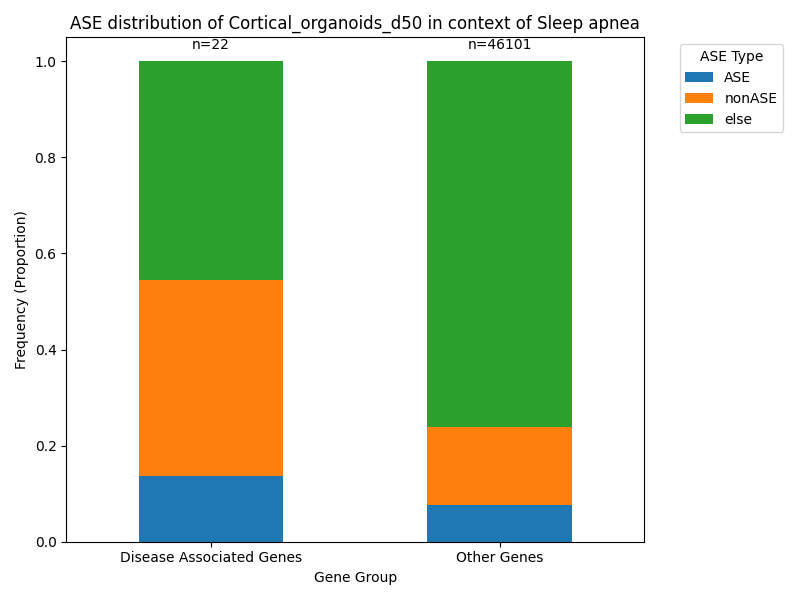 ASE distribution of Cortical_organoids_d50 in context of Sleep apnea
n=22
n=46101
ASE Type
ASE
nonASE
else
1.0
0.8
0.6
0.4
0.2
0.0
Frequency (Proportion)
Disease Associated Genes
Other Genes
Gene Group